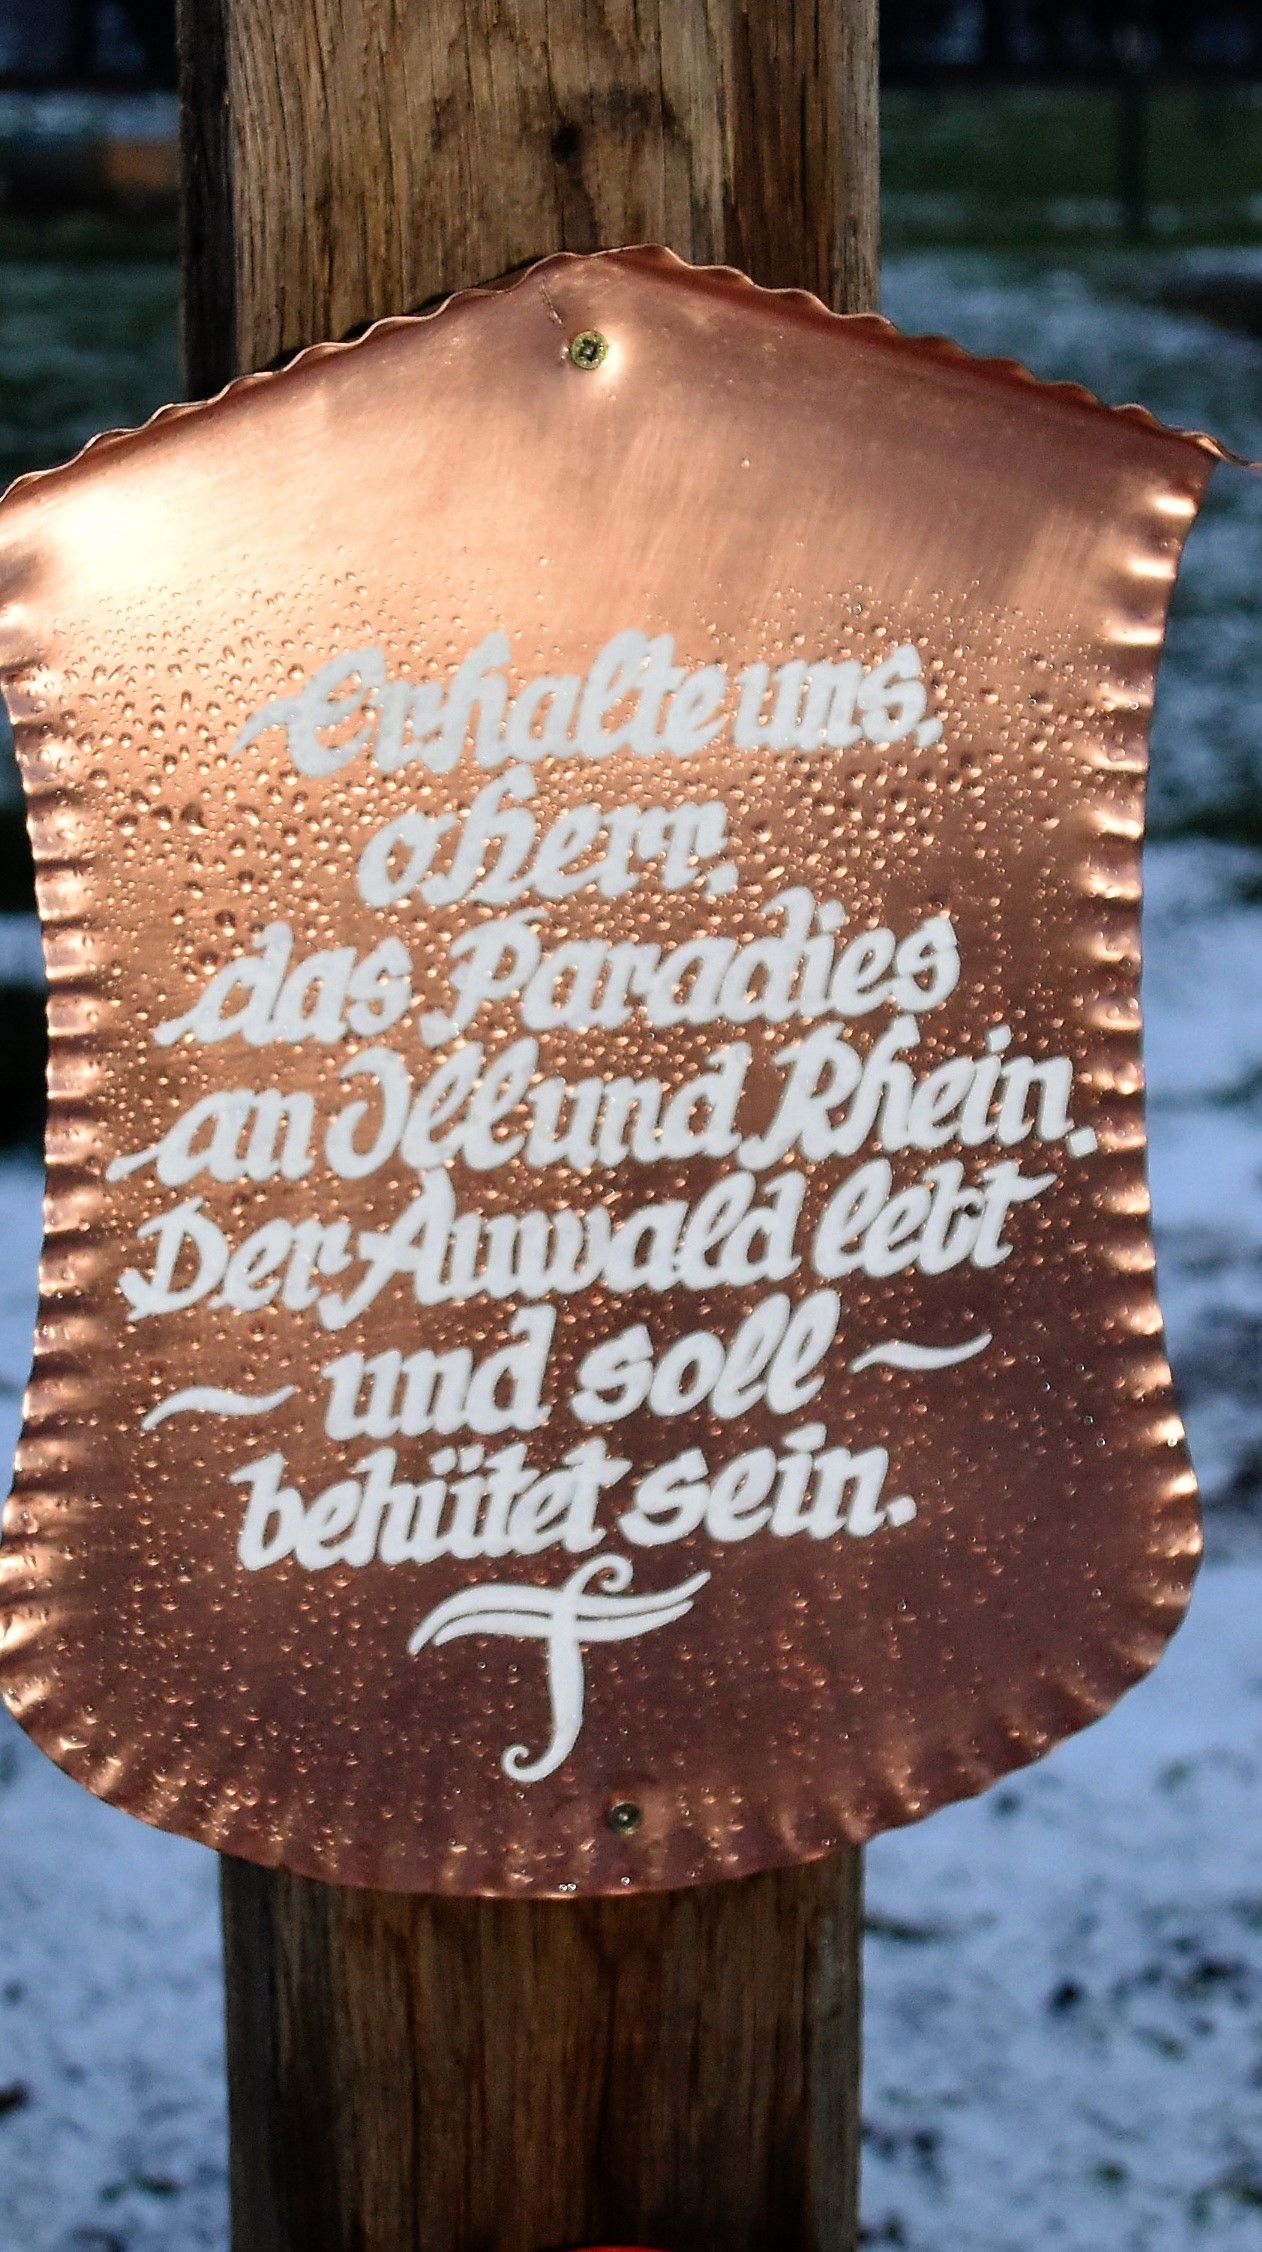 Erhalte uns,
o Herr,
das Paradies
an Ill und Rhein.
Der Auwald lebt
~ und soll ~
behütet sein.